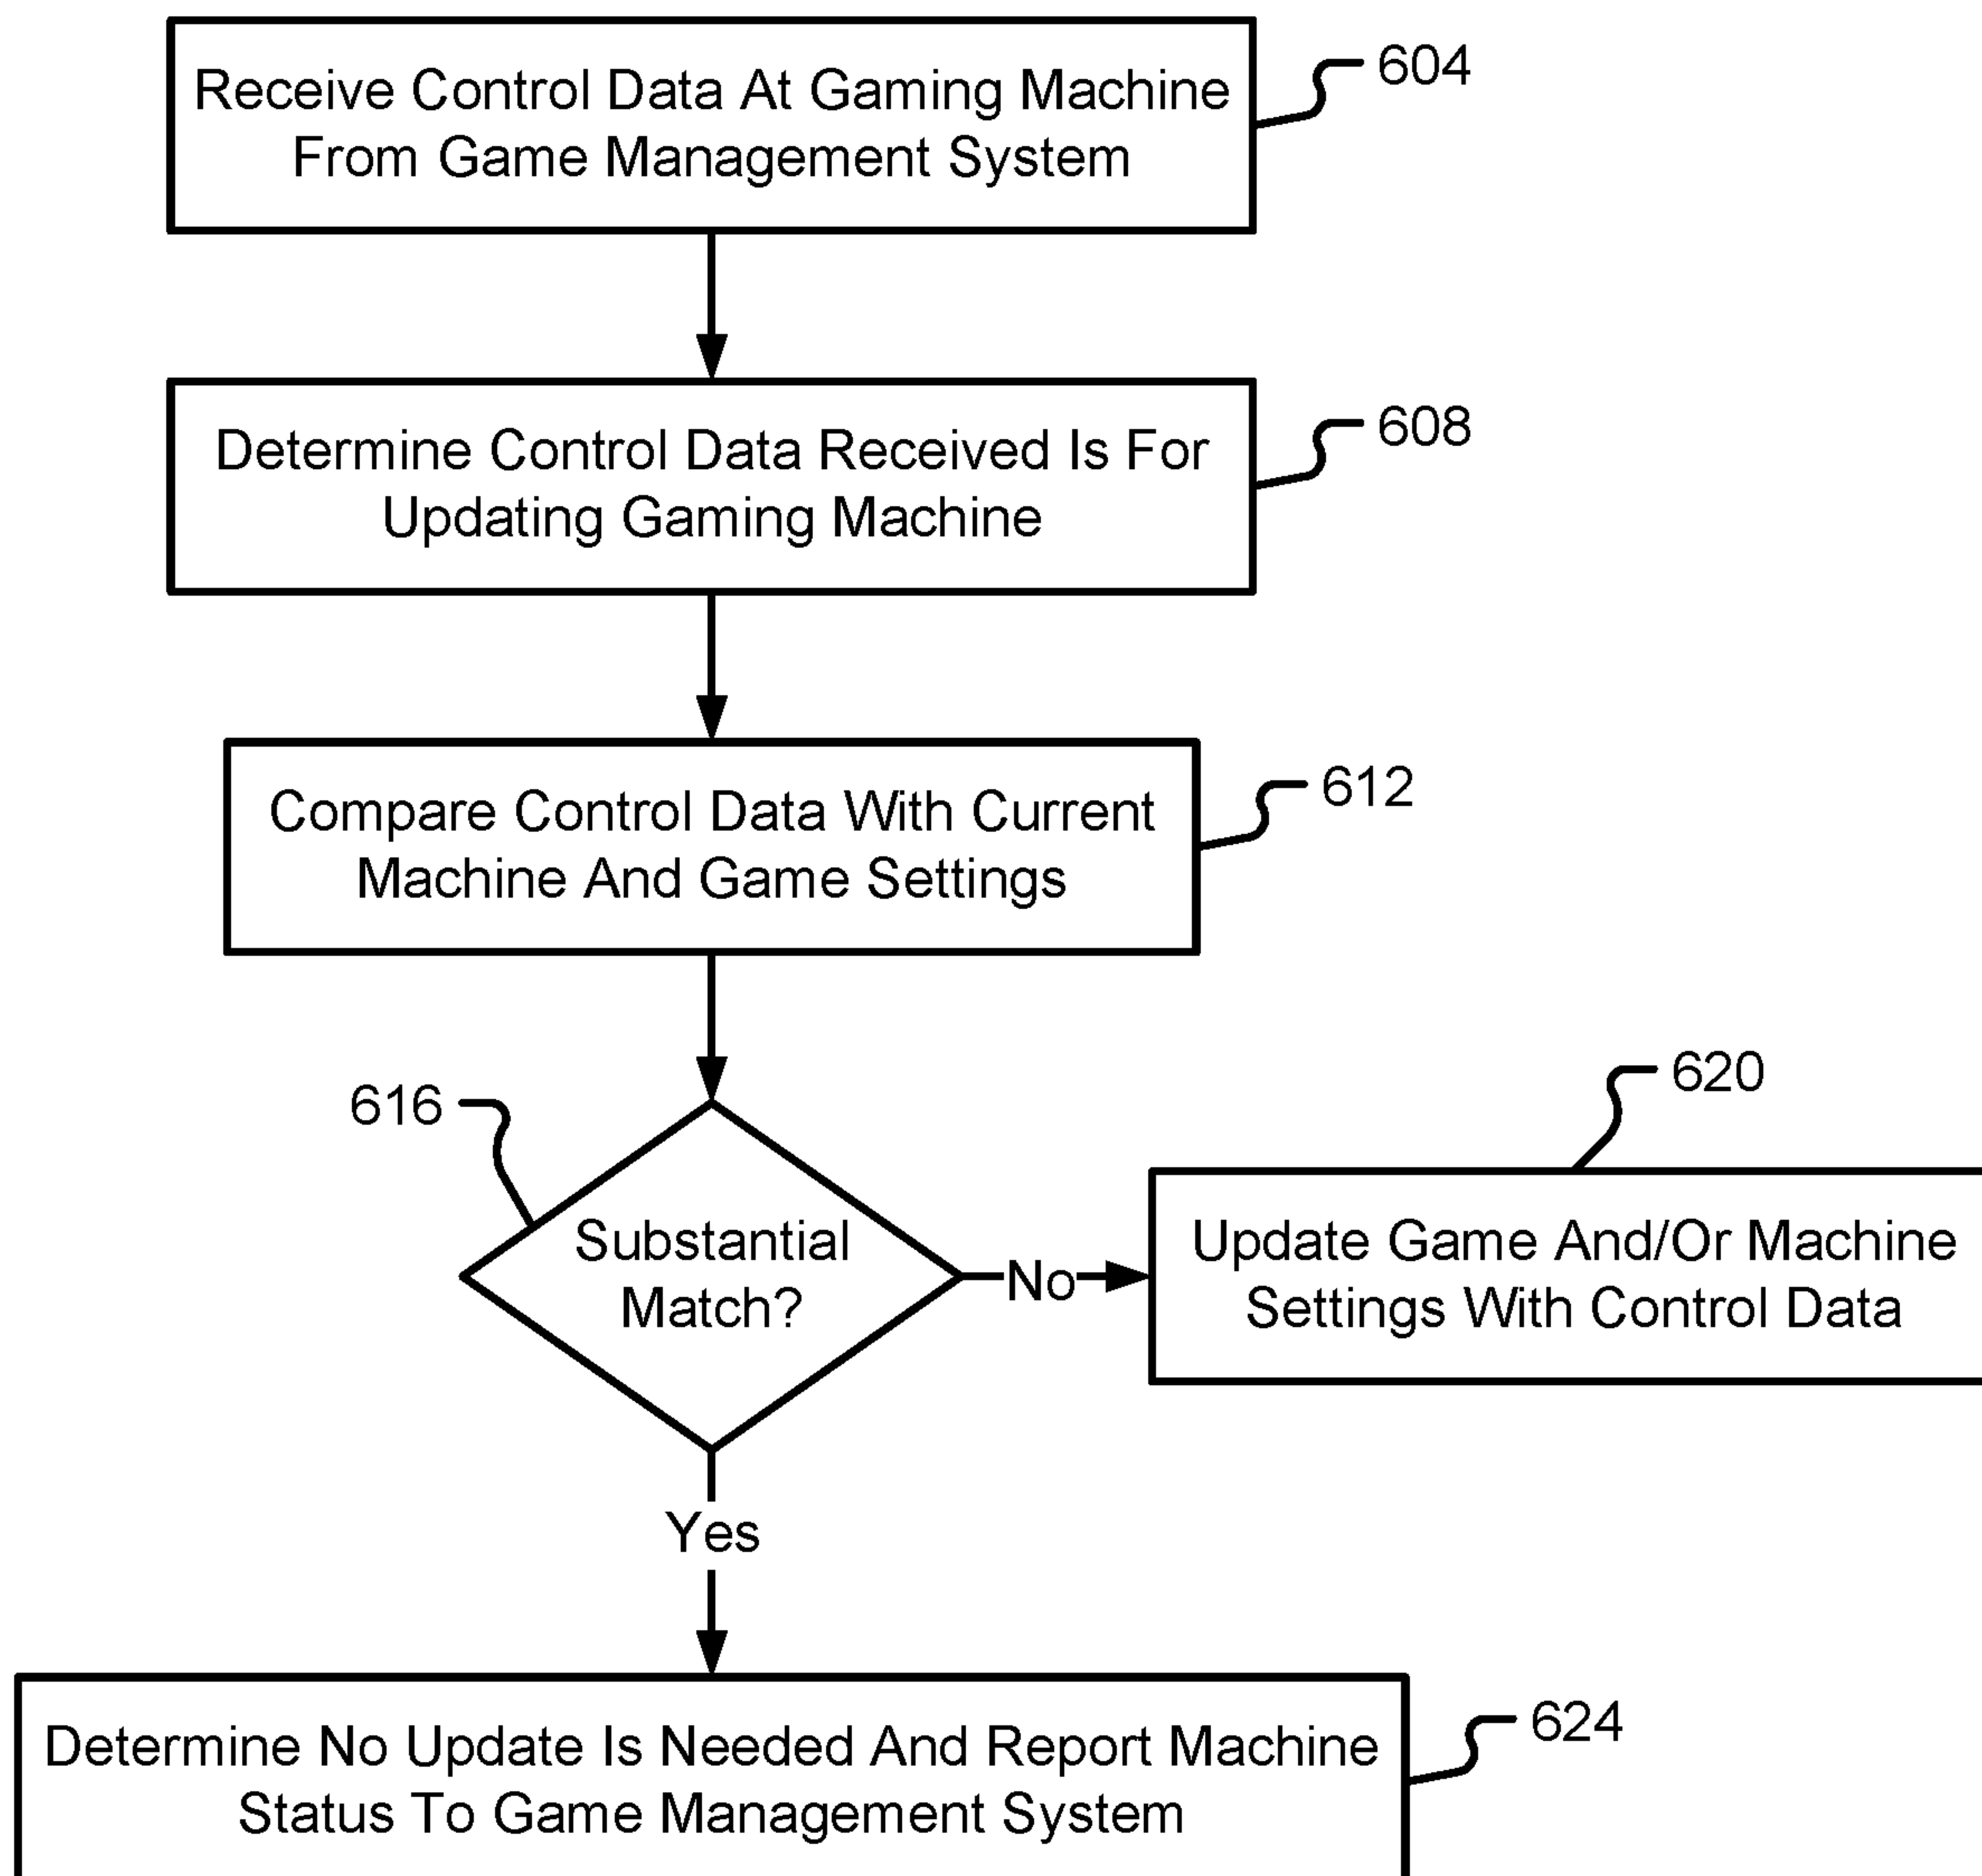 Receive Control Data At Gaming Machine
From Game Management System
604
Determine Control Data Received Is For
Updating Gaming Machine
608
Compare Control Data With Current
Machine And Game Settings
612
616
Substantial
Match?
No
620
Update Game And/Or Machine
Settings With Control Data
Yes
Determine No Update Is Needed And Report Machine
Status To Game Management System
624